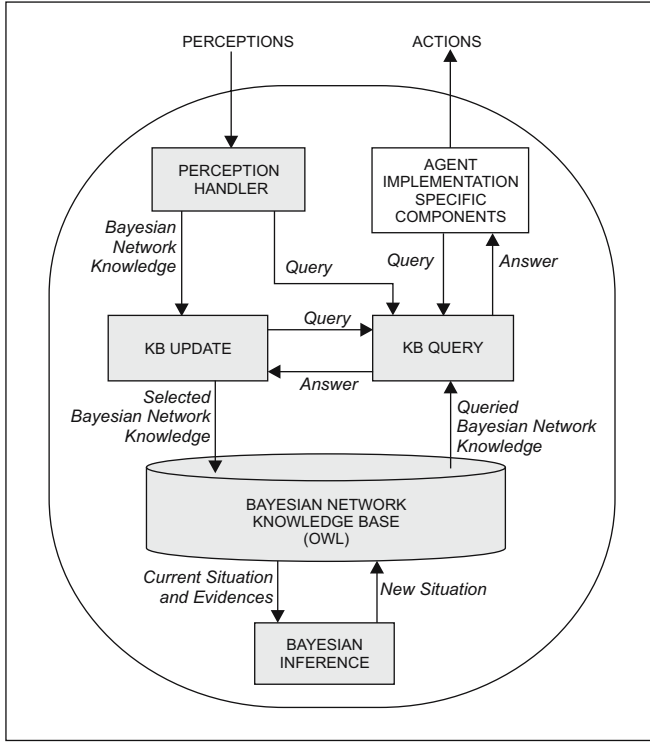 PERCEPTIONS
ACTIONS
PERCEPTION
HANDLER
AGENT
IMPLEMENTATION
SPECIFIC
COMPONENTS
Bayesian
Network
Knowledge
Query
Query
Answer
KB UPDATE
Query
Answer
KB QUERY
Selected
Bayesian Network
Knowledge
Queried
Bayesian Network
Knowledge
BAYESIAN NETWORK
KNOWLEDGE BASE
(OWL)
Current Situation
and Evidences
New Situation
BAYESIAN
INFERENCE